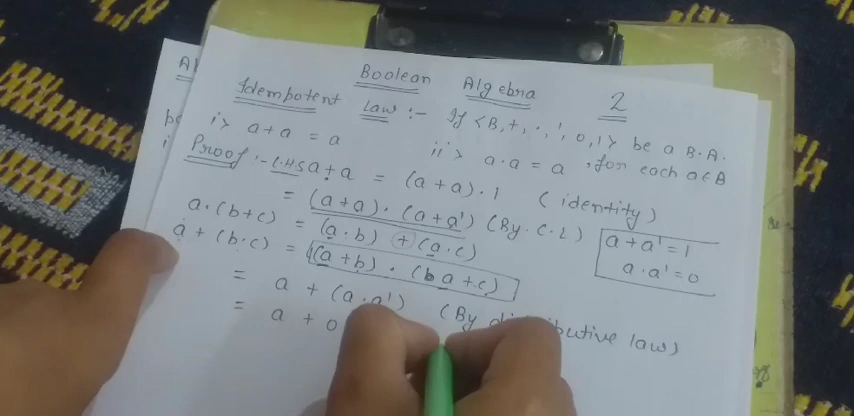 Boolean Algebra 2
Idempotent Law :- If <B, +, ., ', 0, 1> be a B.A.
i> a + a = a ii> a . a = a , for each a ∈ B
Proof :- L.H.S a + a = (a + a) . 1 (identity)
= (a + a) . (a + a') (By . C . L)
a + a' = 1
a . a' = 0
a . (b + c) = (a . b) + (a . c)
a + (b . c) = (a + b) . (a + c)
= a + (a . a') (By distributive law)
= a + 0